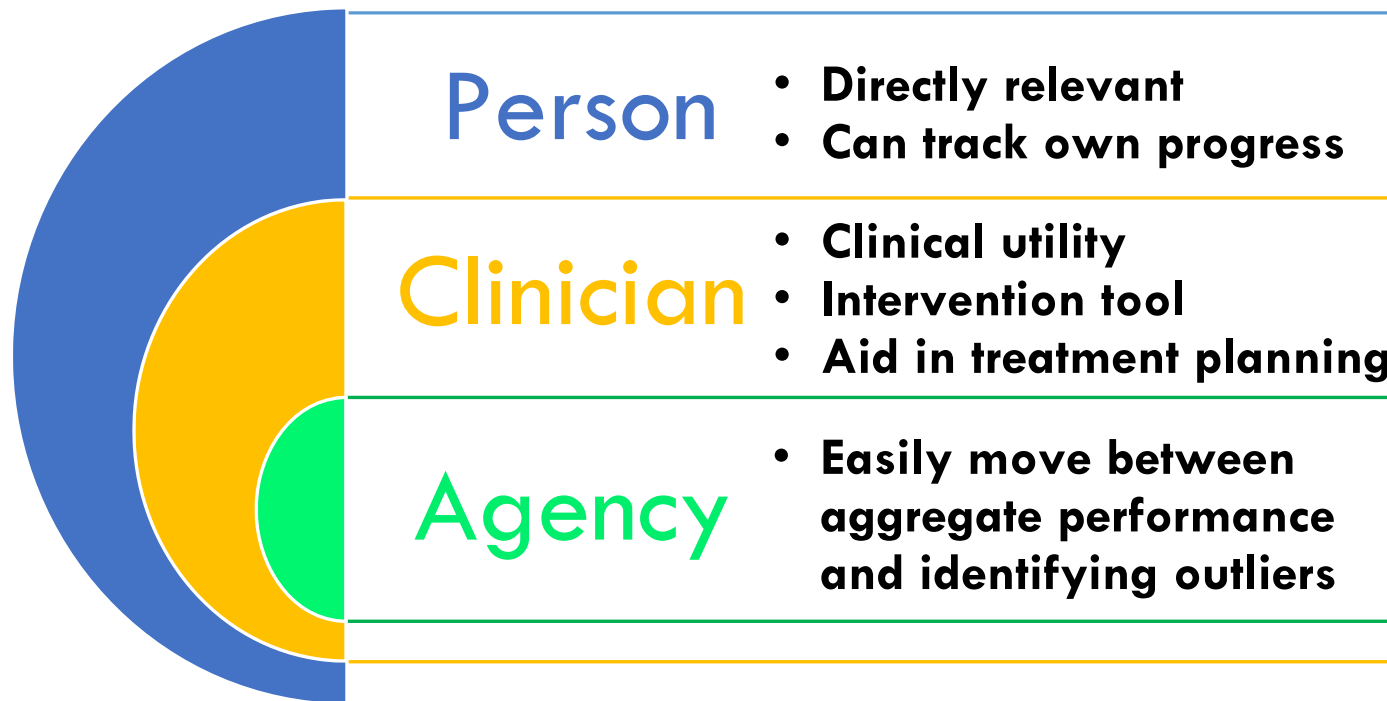 Person
• Directly relevant
• Can track own progress
Clinician
• Clinical utility
• Intervention tool
• Aid in treatment planning
Agency
• Easily move between
aggregate performance
and identifying outliers